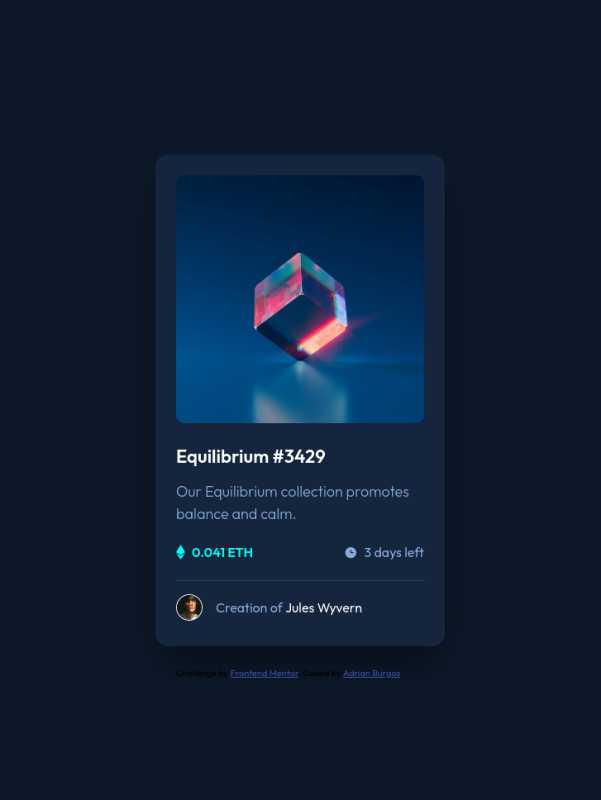 Equilibrium #3429
Our Equilibrium collection promotes
balance and calm.
0.041 ETH
3 days left
Creation of Jules Wyvern
Challenge by Frontend Mentor. Coded by Adrian Burgos.